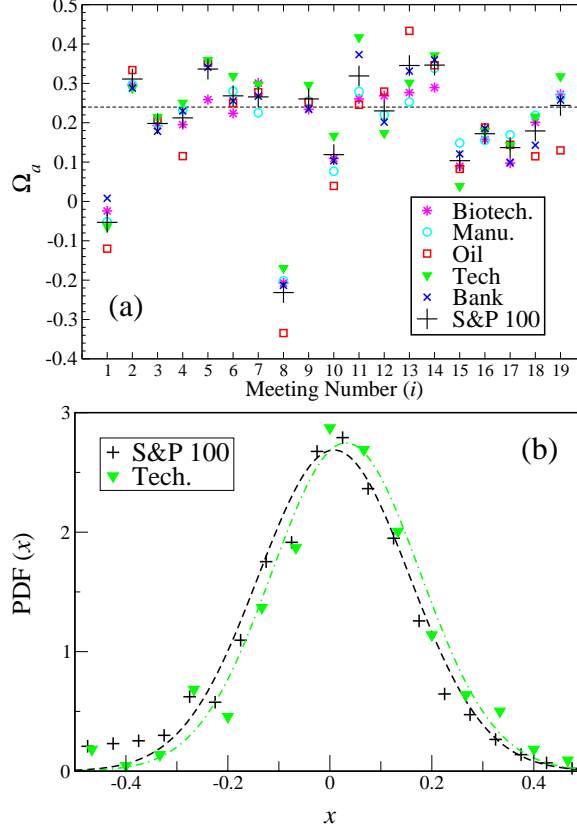 0.5
0.4
0.3
0.2
0.1
0
-0.1
-0.2
-0.3
-0.4
Ωa
(a)
Biotech.
Manu.
Oil
Tech
Bank
S&P 100
1 2 3 4 5 6 7 8 9 10 11 12 13 14 15 16 17 18 19
Meeting Number (i)
3
2
1
0
PDF (x)
S&P 100
Tech.
(b)
-0.4 -0.2 0 0.2 0.4
x